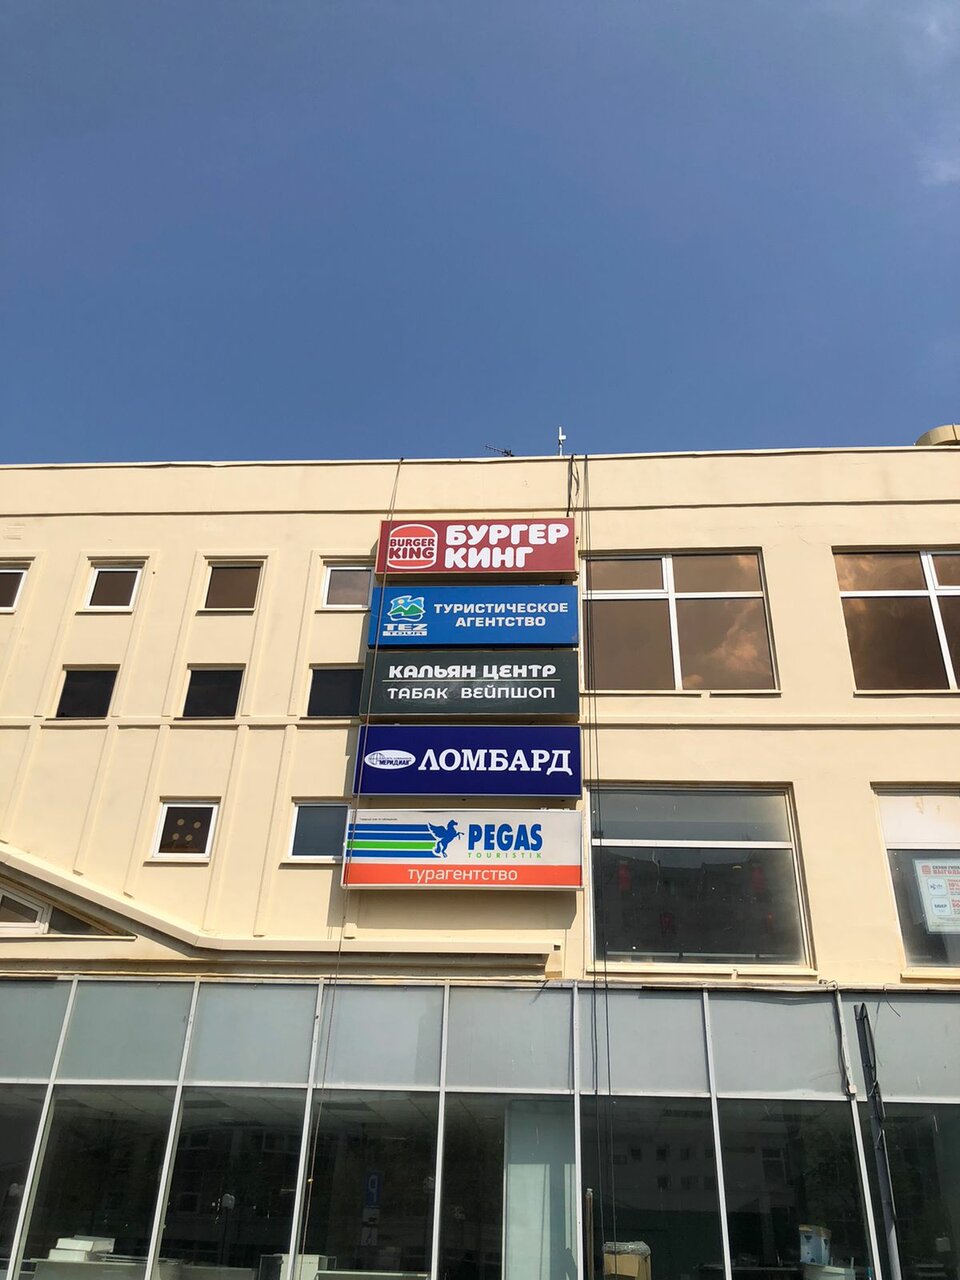 BURGER
KING
БУРГЕР
КИНГ
TEZ
TOUR
ТУРИСТИЧЕСКОЕ
АГЕНТСТВО
КАЛЬЯН ЦЕНТР
ТАБАК ВЕЙПШОП
МЕРИДИАН
ЛОМБАРД
PEGAS
TOURISTIK
турагентство